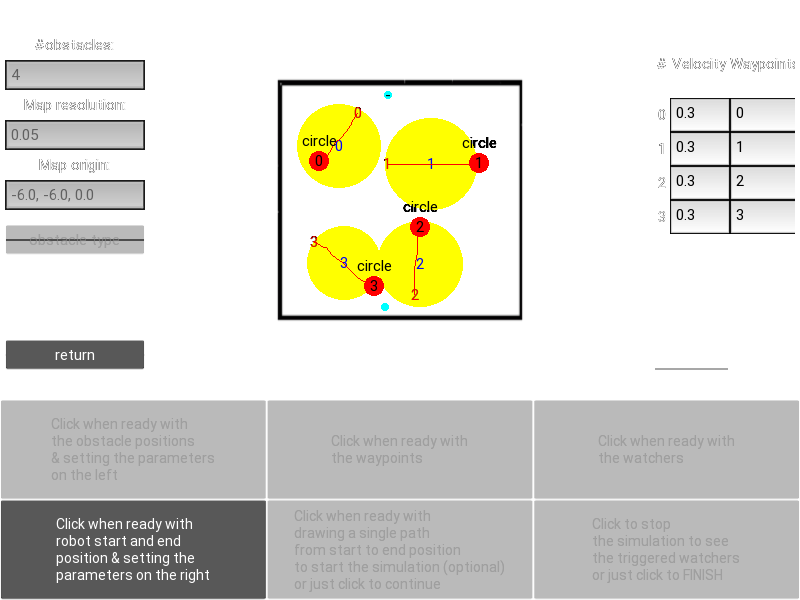 #obstacles:
4
Map resolution:
0.05
Map origin:
-6.0, -6.0, 0.0
obstacle type
return
0
circle
0
0
circle
1
1
1
circle
2
2
2
3
3
circle
3
# Velocity Waypoints
0 0.3 0
1 0.3 1
2 0.3 2
3 0.3 3
Click when ready with
the obstacle positions
& setting the parameters
on the left
Click when ready with
the waypoints
Click when ready with
the watchers
Click when ready with
robot start and end
position & setting the
parameters on the right
Click when ready with
drawing a single path
from start to end position
to start the simulation (optional)
or just click to continue
Click to stop
the simulation to see
the triggered watchers
or just click to FINISH